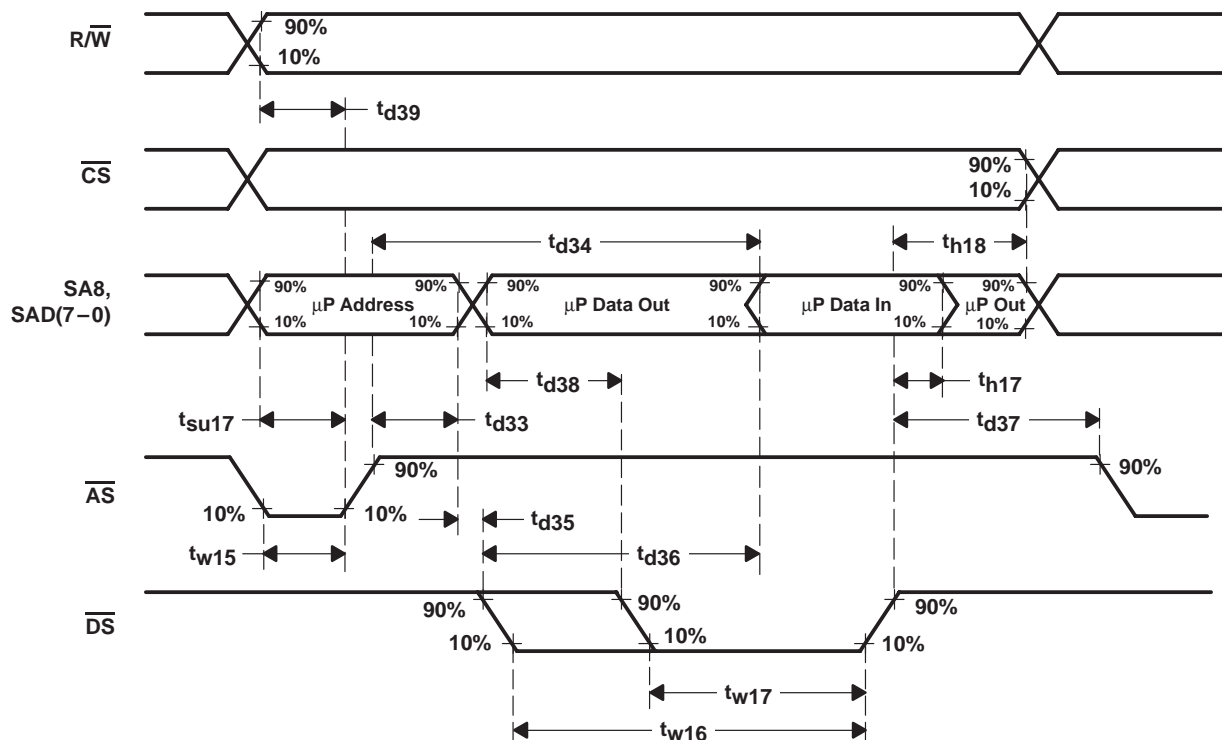 R/W
90%
10%
td39
CS
90%
10%
td34
th18
SA8,
SAD(7–0)
90%
μP Address
90%
90%
μP Data Out
90%
μP Data In
90%
μP Out
90%
10%
10%
10%
10%
10%
10%
td38
th17
tsu17
td33
td37
AS
90%
90%
10%
10%
td35
tw15
td36
DS
90%
90%
90%
10%
10%
10%
tw17
tw16